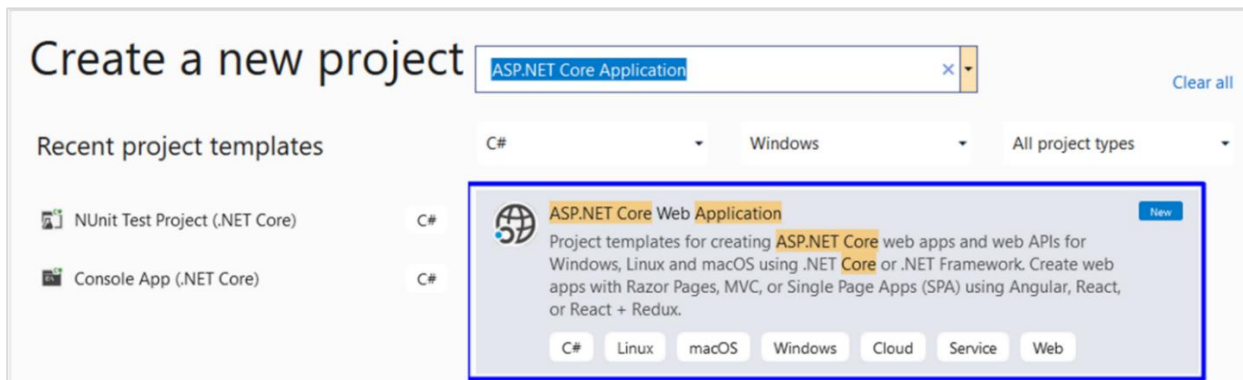 Create a new project
ASP.NET Core Application
Clear all
Recent project templates
C#
Windows
All project types
NUnit Test Project (.NET Core)
C#
Console App (.NET Core)
C#
ASP.NET Core Web Application
New
Project templates for creating ASP.NET Core web apps and web APIs for
Windows, Linux and macOS using .NET Core or .NET Framework. Create web
apps with Razor Pages, MVC, or Single Page Apps (SPA) using Angular, React,
or React + Redux.
C# Linux macOS Windows Cloud Service Web